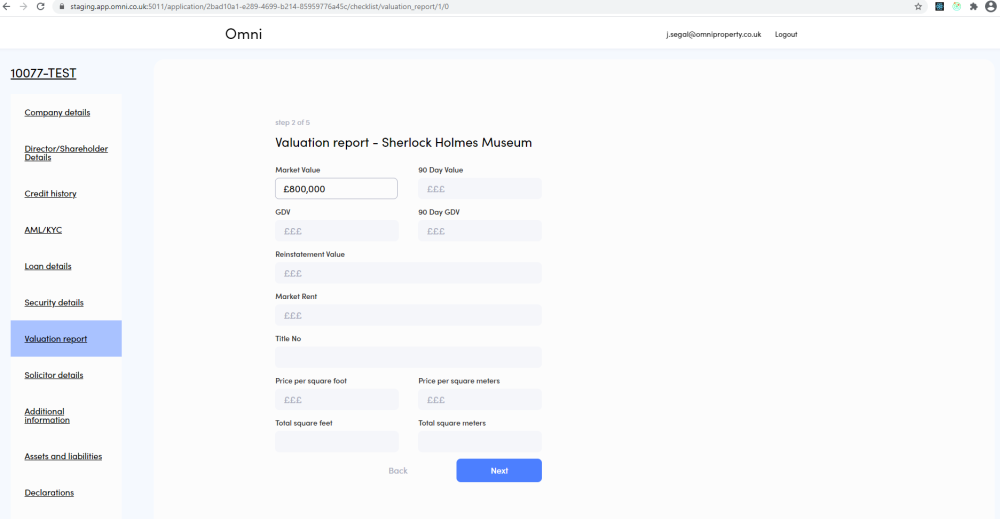 staging.app.omni.co.uk:5011/application/2bad10a1-e289-4699-b214-85959776a45c/checklist/valuation_report/1/0
Omni
j.segal@omniproperty.co.uk Logout
10077-TEST
Company details
Director/Shareholder
Details
Credit history
AML/KYC
Loan details
Security details
Valuation report
Solicitor details
Additional
information
Assets and liabilities
Declarations
step 2 of 5
Valuation report - Sherlock Holmes Museum
Market Value 90 Day Value
£800,000 £££
GDV 90 Day GDV
£££ £££
Reinstatement Value
£££
Market Rent
£££
Title No
Price per square foot Price per square meters
£££ £££
Total square feet Total square meters
Back Next